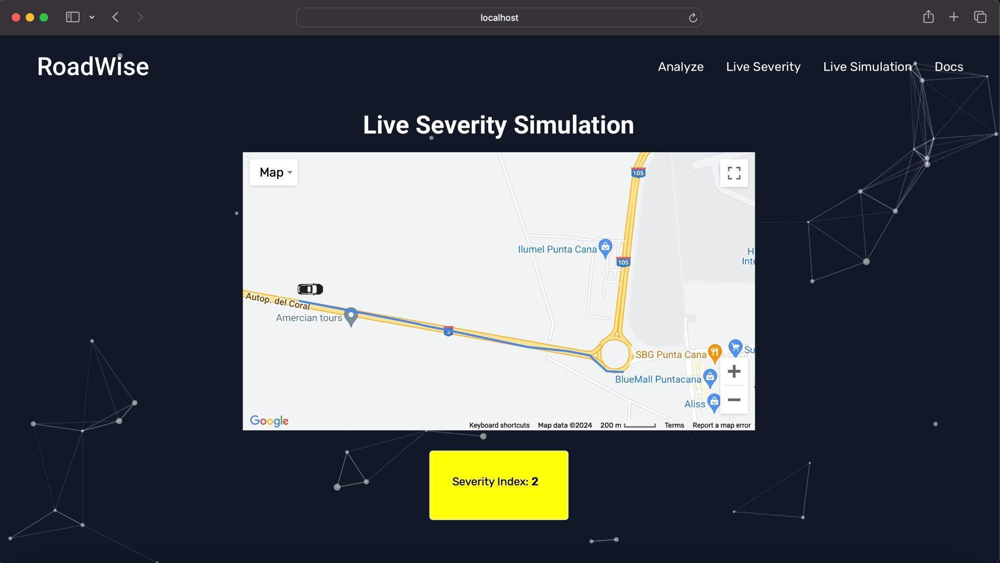 localhost
RoadWise
Analyze
Live Severity
Live Simulation
Docs
Live Severity Simulation
Map
105
Ilumel Punta Cana
105
H
Inte
Autop. del Coral
Amercian tours
3
SBG Punta Cana
Su
BlueMall Puntacana
Aliss
Google
Keyboard shortcuts
Map data ©2024
200 m
Terms
Report a map error
Severity Index: 2